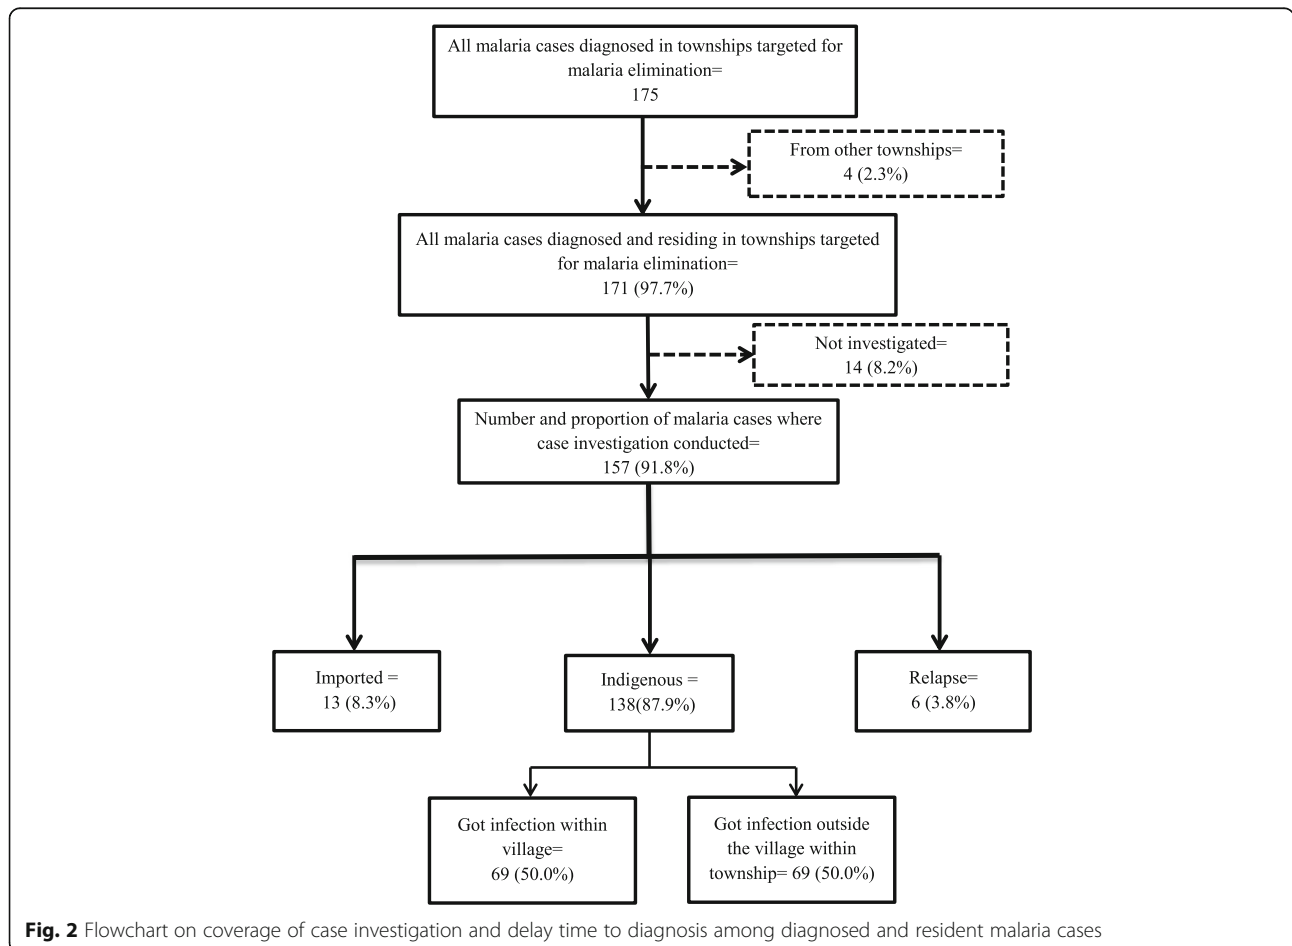 All malaria cases diagnosed in townships targeted for
malaria elimination=
175
From other townships=
4 (2.3%)
All malaria cases diagnosed and residing in townships targeted
for malaria elimination=
171 (97.7%)
Not investigated=
14 (8.2%)
Number and proportion of malaria cases where
case investigation conducted=
157 (91.8%)
Imported =
13 (8.3%)
Indigenous =
138(87.9%)
Relapse=
6 (3.8%)
Got infection within
village=
69 (50.0%)
Got infection outside
the village within
township= 69 (50.0%)
Fig. 2 Flowchart on coverage of case investigation and delay time to diagnosis among diagnosed and resident malaria cases